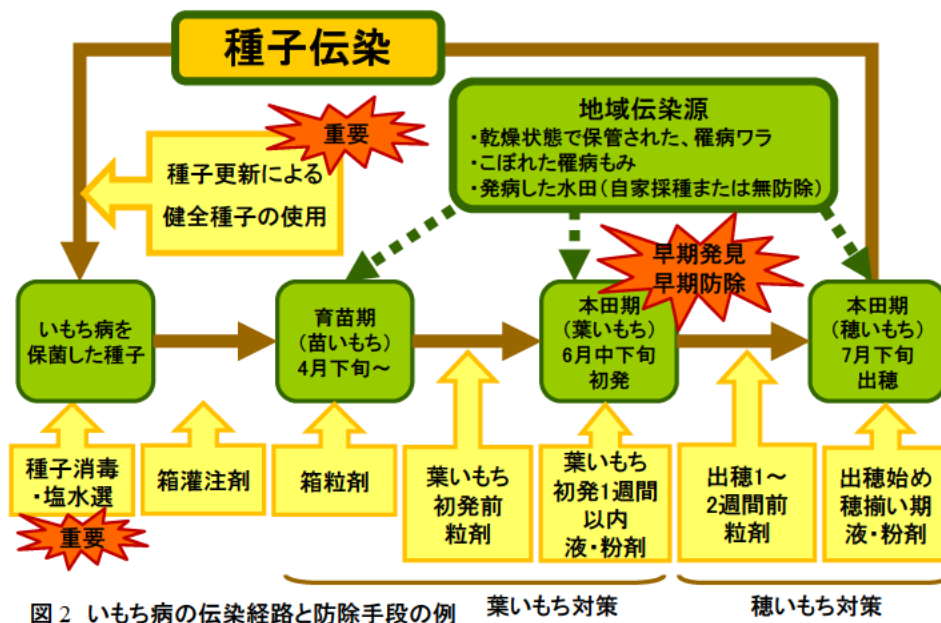 種子伝染
重要
種子更新による
健全種子の使用
地域伝染源
・乾燥状態で保管された、罹病ワラ
・こぼれた罹病もみ
・発病した水田(自家採種または無防除)
早期発見
早期防除
いもち病を
保菌した種子
育苗期
(苗いもち)
4月下旬~
本田期
(葉いもち)
6月中下旬
初発
本田期
(穂いもち)
7月下旬
出穂
種子消毒
・塩水選
重要
箱灌注剤
箱粒剤
葉いもち
初発前
粒剤
葉いもち
初発1週間
以内
液・粉剤
出穂1~
2週間前
粒剤
出穂始め
穂揃い期
液・粉剤
葉いもち対策
穂いもち対策
図2 いもち病の伝染経路と防除手段の例